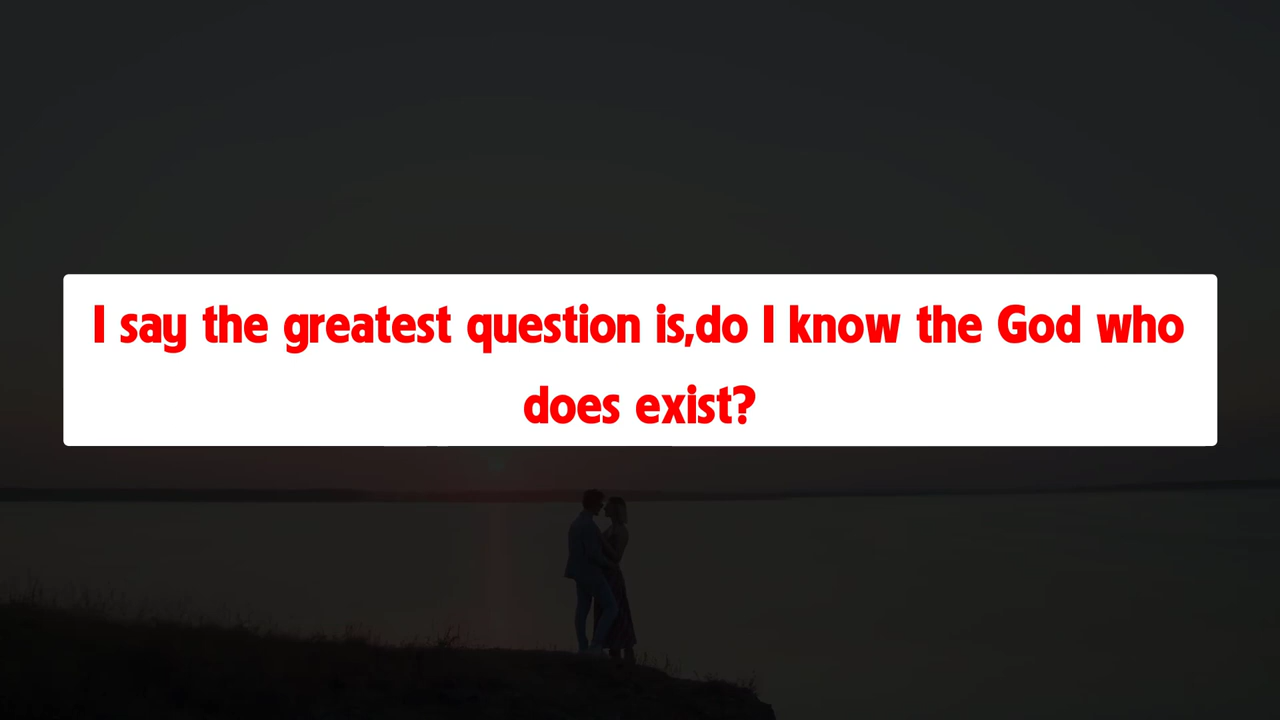 I say the greatest question is,do I know the God who
does exist?